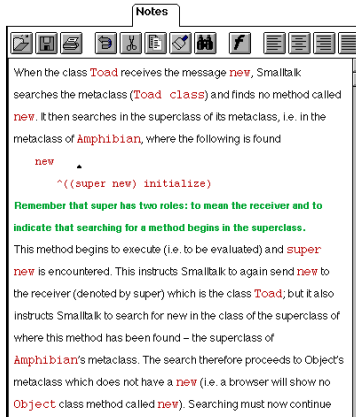 Notes
When the class Toad receives the message new, Smalltalk
searches the metaclass (Toad class) and finds no method called
new. It then searches in the superclass of its metaclass, i.e. in the
metaclass of Amphibian, where the following is found
new
^((super new) initialize)
Remember that super has two roles: to mean the receiver and to
indicate that searching for a method begins in the superclass.
This method begins to execute (i.e. to be evaluated) and super
new is encountered. This instructs Smalltalk to again send new to
the receiver (denoted by super) which is the class Toad; but it also
instructs Smalltalk to search for new in the class of the superclass of
where this method has been found – the superclass of
Amphibian's metaclass. The search therefore proceeds to Object's
metaclass which does not have a new (i.e. a browser will show no
Object class method called new). Searching must now continue